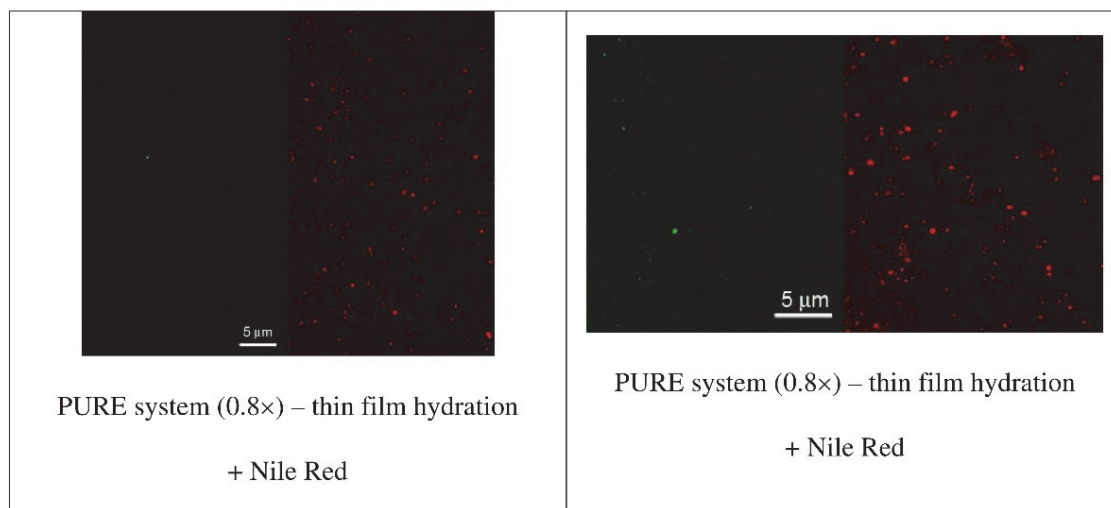 5 μm
PURE system (0.8×) – thin film hydration
+ Nile Red
5 μm
PURE system (0.8×) – thin film hydration
+ Nile Red